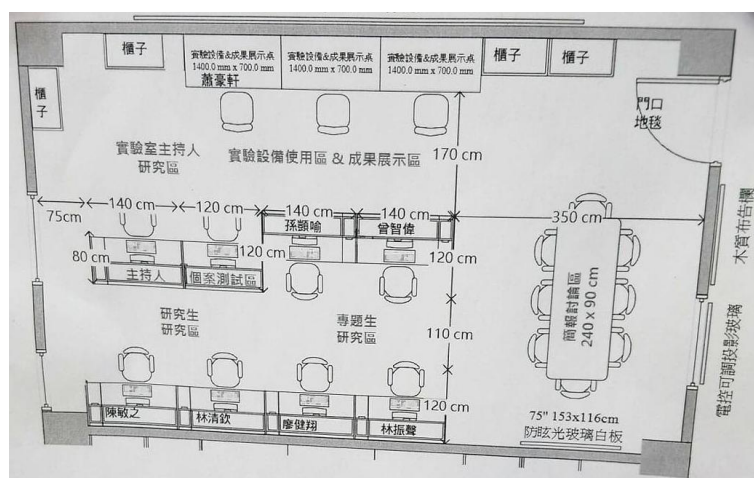 櫃子
實驗設備&成果展示桌
1400.0 mm x 700.0 mm
蕭豪軒
實驗設備&成果展示桌
1400.0 mm x 700.0 mm
實驗設備&成果展示桌
1400.0 mm x 700.0 mm
櫃子
櫃子
櫃子
門口
地毯
實驗室主持人
研究區
實驗設備使用區 & 成果展示區
170 cm
75cm
140 cm
120 cm
140 cm
140 cm
350 cm
孫顥喻
曾智偉
80 cm
120 cm
120 cm
主持人
個案測試區
研究生
研究區
專題生
研究區
110 cm
簡報討論區
240 x 90 cm
木質布告欄
電控可調投影玻璃
陳敏之
林清欽
廖健翔
林振聲
120 cm
75" 153x116cm
防眩光玻璃白板